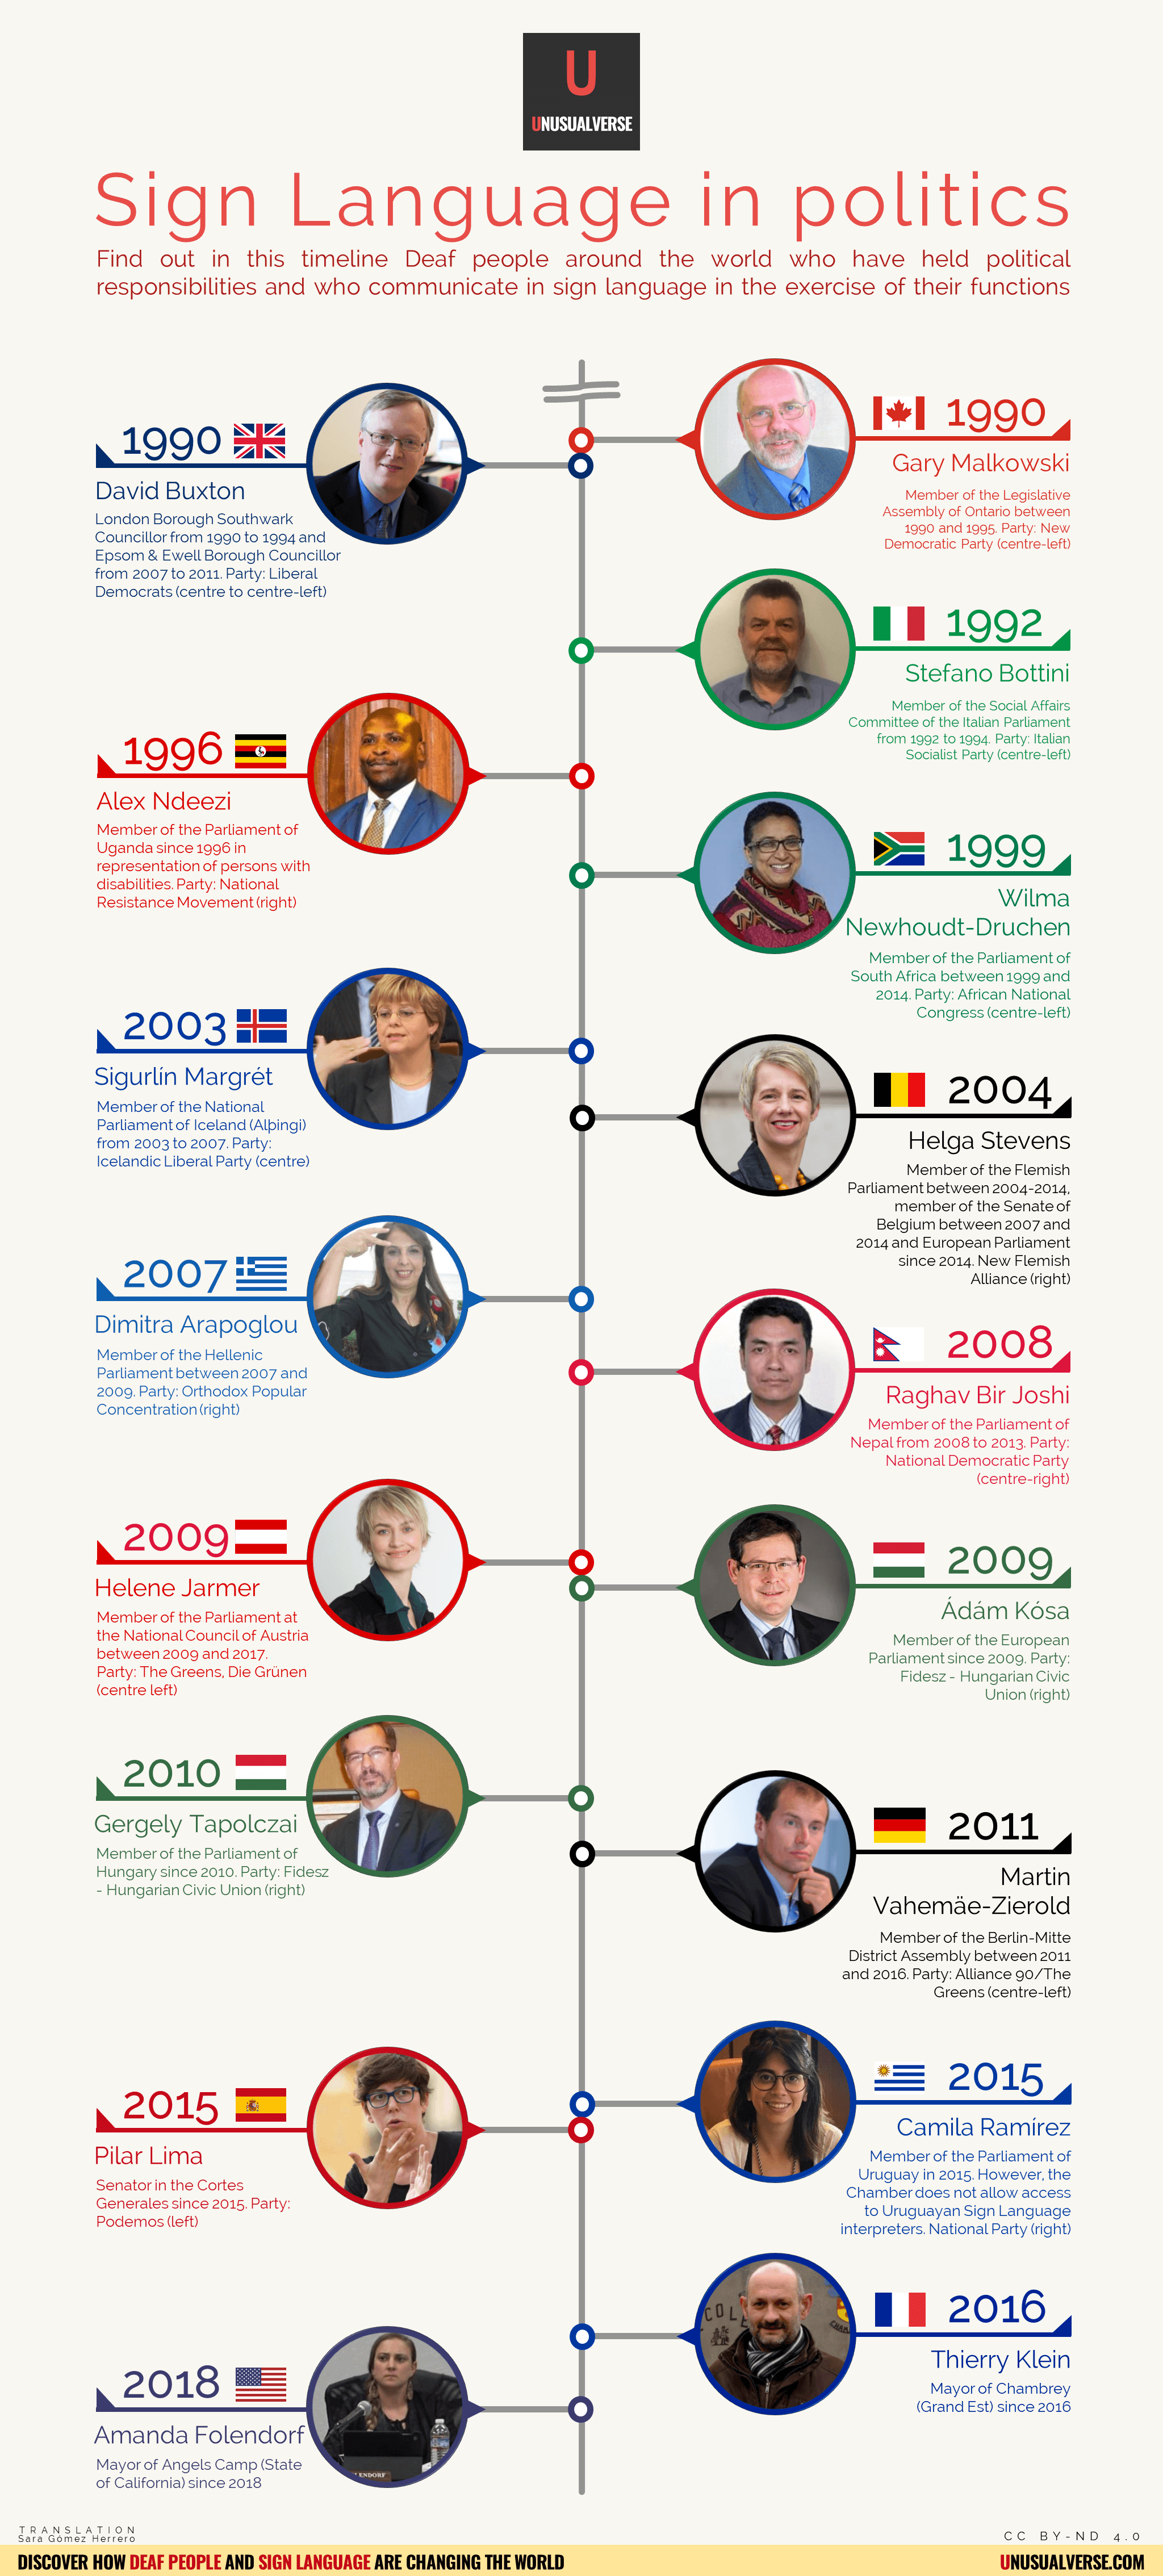 U
UNUSUALVERSE
Sign Language in politics
Find out in this timeline Deaf people around the world who have held political
responsibilities and who communicate in sign language in the exercise of their functions
1990
Gary Malkowski
Member of the Legislative
Assembly of Ontario between
1990 and 1995. Party: New
Democratic Party (centre-left)
1990
David Buxton
London Borough Southwark
Councillor from 1990 to 1994 and
Epsom & Ewell Borough Councillor
from 2007 to 2011. Party: Liberal
Democrats (centre to centre-left)
1992
Stefano Bottini
Member of the Social Affairs
Committee of the Italian Parliament
from 1992 to 1994. Party: Italian
Socialist Party (centre-left)
1996
Alex Ndeezi
Member of the Parliament of
Uganda since 1996 in
representation of persons with
disabilities. Party: National
Resistance Movement (right)
1999
Wilma
Newhoudt-Druchen
Member of the Parliament of
South Africa between 1999 and
2014. Party: African National
Congress (centre-left)
2003
Sigurlín Margrét
Member of the National
Parliament of Iceland (Alþingi)
from 2003 to 2007. Party:
Icelandic Liberal Party (centre)
2004
Helga Stevens
Member of the Flemish
Parliament between 2004-2014,
member of the Senate of
Belgium between 2007 and
2014 and European Parliament
since 2014. New Flemish
Alliance (right)
2007
Dimitra Arapoglou
Member of the Hellenic
Parliament between 2007 and
2009. Party: Orthodox Popular
Concentration (right)
2008
Raghav Bir Joshi
Member of the Parliament of
Nepal from 2008 to 2013. Party:
National Democratic Party
(centre-right)
2009
Helene Jarmer
Member of the Parliament at
the National Council of Austria
between 2009 and 2017.
Party: The Greens, Die Grünen
(centre left)
2009
Ádám Kósa
Member of the European
Parliament since 2009. Party:
Fidesz - Hungarian Civic
Union (right)
2010
Gergely Tapolczai
Member of the Parliament of
Hungary since 2010. Party: Fidesz
- Hungarian Civic Union (right)
2011
Martin
Vahemäe-Zierold
Member of the Berlin-Mitte
District Assembly between 2011
and 2016. Party: Alliance 90/The
Greens (centre-left)
2015
Camila Ramírez
Member of the Parliament of
Uruguay in 2015. However, the
Chamber does not allow access
to Uruguayan Sign Language
interpreters. National Party (right)
2015
Pilar Lima
Senator in the Cortes
Generales since 2015. Party:
Podemos (left)
2016
COLE
Thierry Klein
Mayor of Chambrey
(Grand Est) since 2016
2018
LENDORF
Amanda Folendorf
Mayor of Angels Camp (State
of California) since 2018
TRANSLATION
Sara Gómez Herrero
CC BY-ND 4.0
DISCOVER HOW DEAF PEOPLE AND SIGN LANGUAGE ARE CHANGING THE WORLD
UNUSUALVERSE.COM